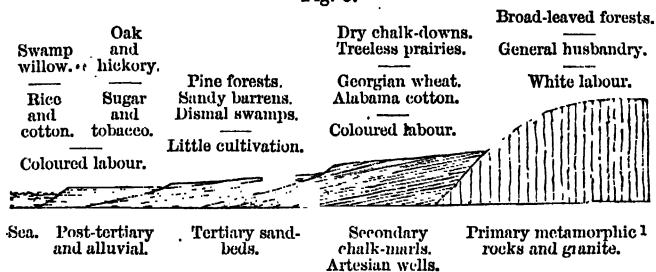 Fig. 3.
Swamp
willow.
Rice
and
cotton.
Oak
and
hickory.
Sugar
and
tobacco.
Coloured labour.
Pine forests.
Sandy barrens.
Dismal swamps.
Little cultivation.
Dry chalk-downs.
Treeless prairies.
Georgian wheat.
Alabama cotton.
Coloured labour.
Broad-leaved forests.
General husbandry.
White labour.
Sea.
Post-tertiary
and alluvial.
Tertiary sand-
beds.
Secondary
chalk-marls.
Artesian wells.
Primary metamorphic 1
rocks and granite.